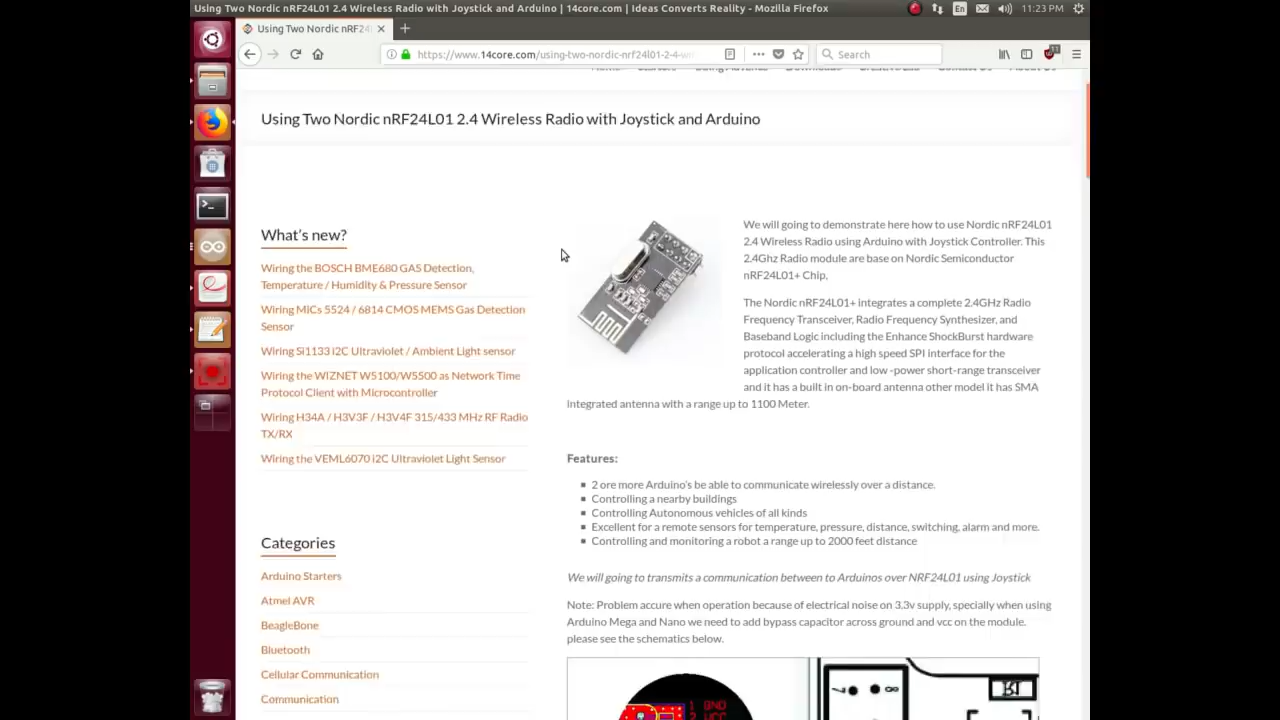 Using Two Nordic nRF24L01 2.4 Wireless Radio with Joystick and Arduino | 14core.com | Ideas Converts Reality - Mozilla Firefox
En
11:23 PM
Using Two Nordic nRF24
https://www.14core.com/using-two-nordic-nrf24l01-2-4-wi
Search
Using Two Nordic nRF24L01 2.4 Wireless Radio with Joystick and Arduino
What's new?
Wiring the BOSCH BME680 GAS Detection,
Temperature / Humidity & Pressure Sensor
Wiring MiCs 5524 / 6814 CMOS MEMS Gas Detection
Sensor
Wiring Si1133 i2C Ultraviolet / Ambient Light sensor
Wiring the WIZNET W5100/W5500 as Network Time
Protocol Client with Microcontroller
Wiring H34A / H3V3F / H3V4F 315/433 MHz RF Radio
TX/RX
Wiring the VEML6070 i2C Ultraviolet Light Sensor
Categories
Arduino Starters
Atmel AVR
BeagleBone
Bluetooth
Cellular Communication
Communication
We will going to demonstrate here how to use Nordic nRF24L01
2.4 Wireless Radio using Arduino with Joystick Controller. This
2.4Ghz Radio module are base on Nordic Semiconductor
nRF24L01+ Chip,
The Nordic nRF24L01+ integrates a complete 2.4GHz Radio
Frequency Transceiver, Radio Frequency Synthesizer, and
Baseband Logic including the Enhance ShockBurst hardware
protocol accelerating a high speed SPI interface for the
application controller and low -power short-range transceiver
and it has a built in on-board antenna other model it has SMA
integrated antenna with a range up to 1100 Meter.
Features:
2 ore more Arduino's be able to communicate wirelessly over a distance.
Controlling a nearby buildings
Controlling Autonomous vehicles of all kinds
Excellent for a remote sensors for temperature, pressure, distance, switching, alarm and more.
Controlling and monitoring a robot a range up to 2000 feet distance
We will going to transmits a communication between to Arduinos over NRF24L01 using Joystick
Note: Problem accure when operation because of electrical noise on 3.3v supply, specially when using
Arduino Mega and Nano we need to add bypass capacitor across ground and vcc on the module.
please see the schematics below.
1 GND
2 VCC